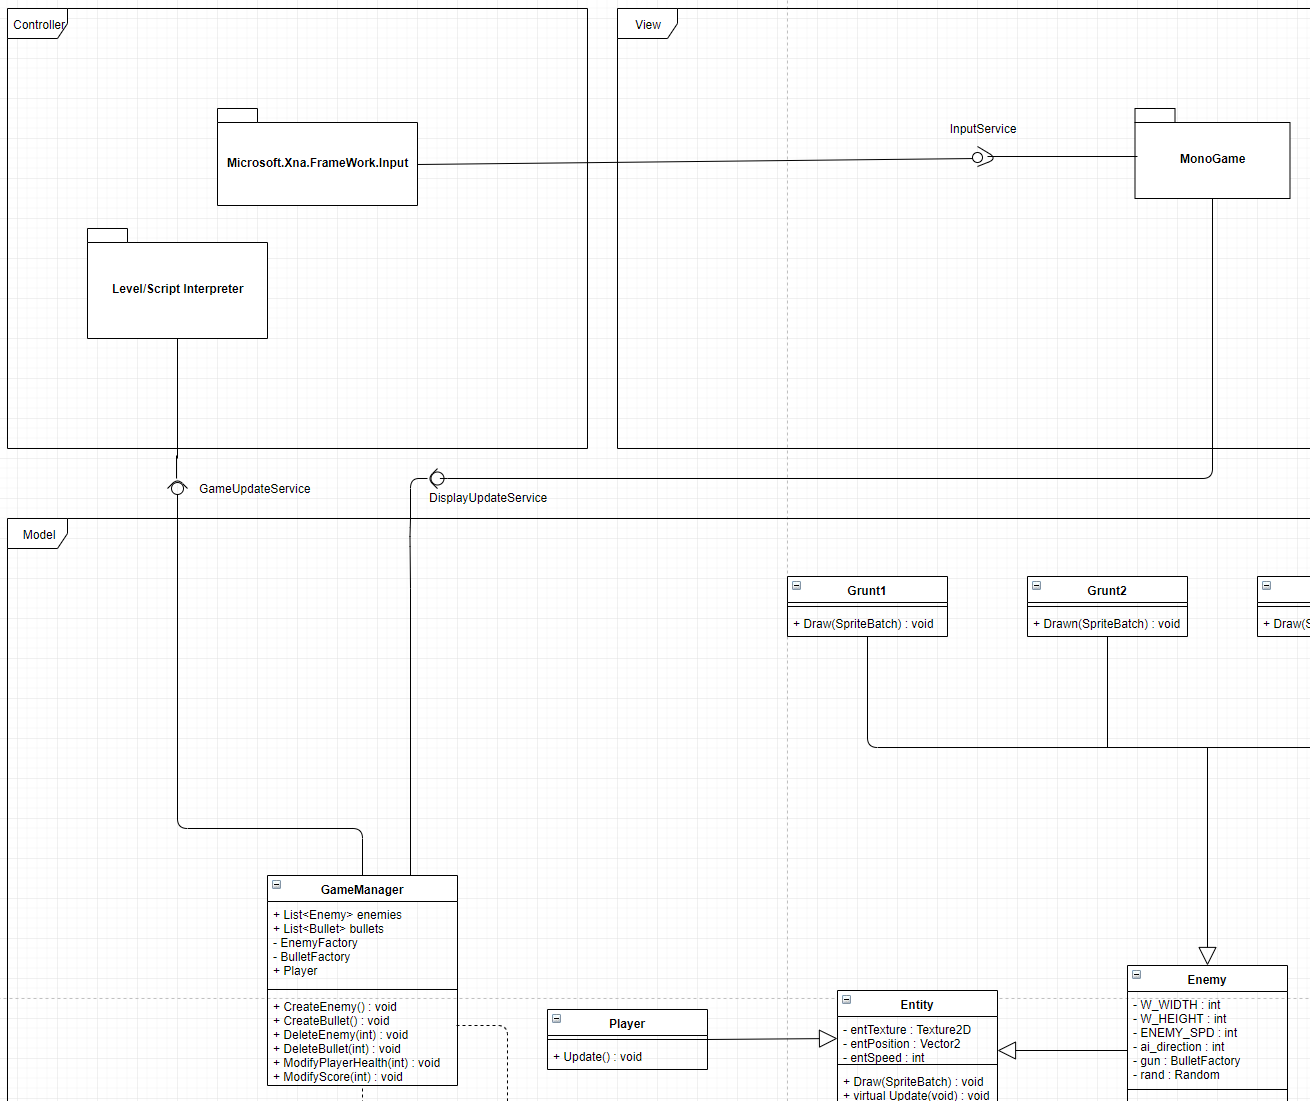 Controller
View
InputService
Microsoft.Xna.FrameWork.Input
MonoGame
Level/Script Interpreter
GameUpdateService
DisplayUpdateService
Model
Grunt1
+ Draw(SpriteBatch) : void
Grunt2
+ Drawn(SpriteBatch) : void
+ Draw(S
GameManager
+ List<Enemy> enemies
+ List<Bullet> bullets
- EnemyFactory
- BulletFactory
+ Player
+ CreateEnemy() : void
+ CreateBullet() : void
+ DeleteEnemy(int) : void
+ DeleteBullet(int) : void
+ ModifyPlayerHealth(int) : void
+ ModifyScore(int) : void
Player
+ Update() : void
Entity
- entTexture : Texture2D
- entPosition : Vector2
- entSpeed : int
+ Draw(SpriteBatch) : void
+ virtual Update(void) : void
Enemy
- W_WIDTH : int
- W_HEIGHT : int
- ENEMY_SPD : int
- ai_direction : int
- gun : BulletFactory
- rand : Random